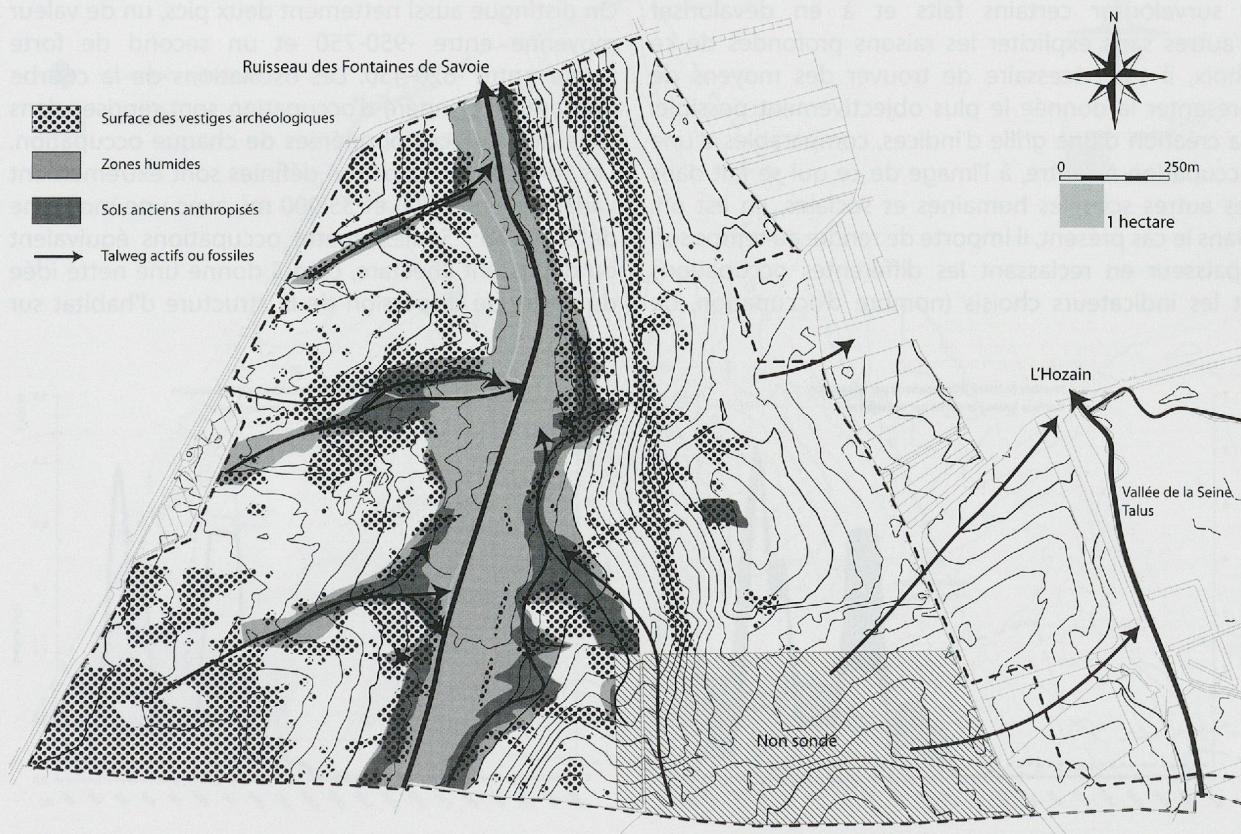 N
Ruisseau des Fontaines de Savoie
Surface des vestiges archéologiques
Zones humides
Sols anciens anthropisés
Talweg actifs ou fossiles
0 250m
1 hectare
L'Hozain
Vallée de la Seine
Talus
Non sondé